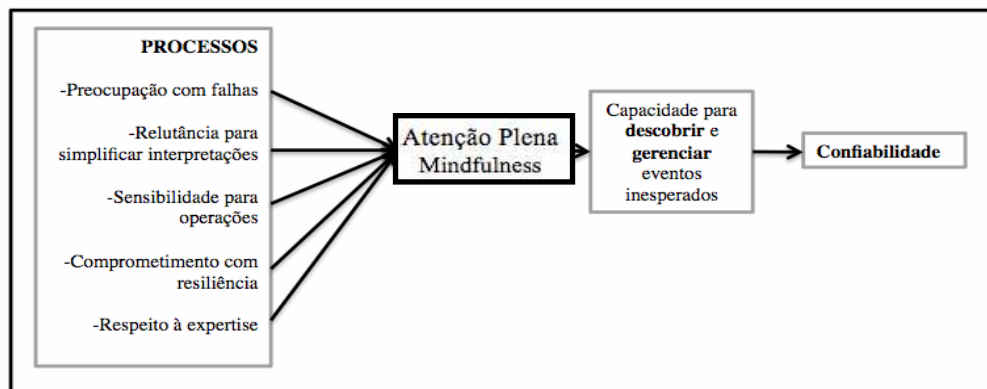 PROCESSOS
-Preocupação com falhas
-Relutância para
simplificar interpretações
-Sensibilidade para
operações
-Comprometimento com
resiliência
-Respeito à expertise
Atenção Plena
Mindfulness
Capacidade para
descobrir e
gerenciar
eventos
inesperados
Confiabilidade